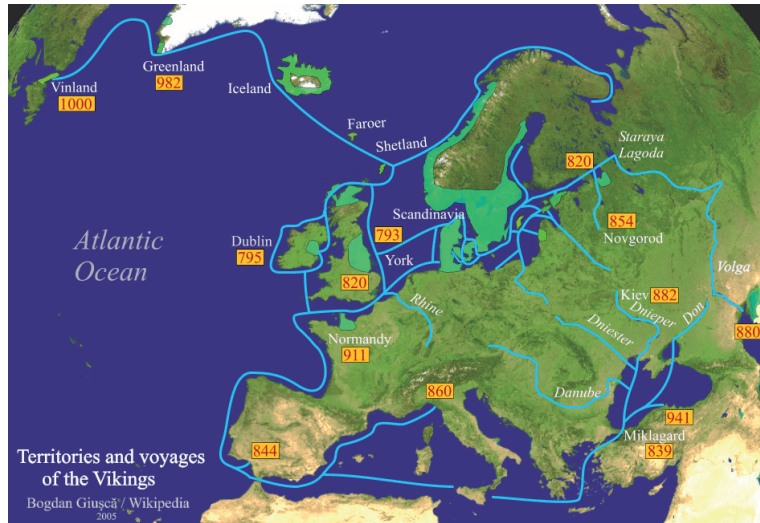 Greenland
982
Vinland
1000
Iceland
Faroer
Shetland
Staraya
Lagoda
820
Scandinavia
793
854
Novgorod
Atlantic
Ocean
Dublin
795
York
820
Volga
Rhine
Kiev 882
Dnieper
Don
880
Dniester
Normandy
911
860
Danube
941
Miklagard
839
844
Territories and voyages
of the Vikings
Bogdan Giuşcă / Wikipedia
2005